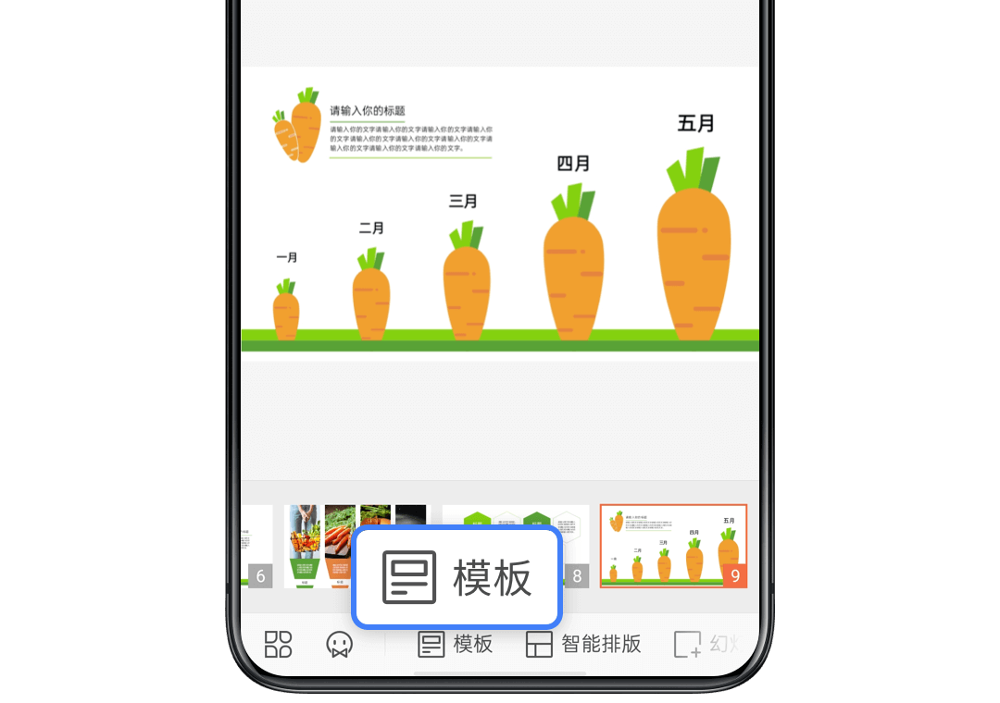 请输入你的标题
请输入你的文字请输入你的文字请输入你的文字请输入你
的文字请输入你的文字请输入你的文字请输入你的文字请
输入你的文字请输入你的文字请输入你的文字。
五月
四月
三月
二月
一月
6
8
9
模板
模板
智能排版
幻